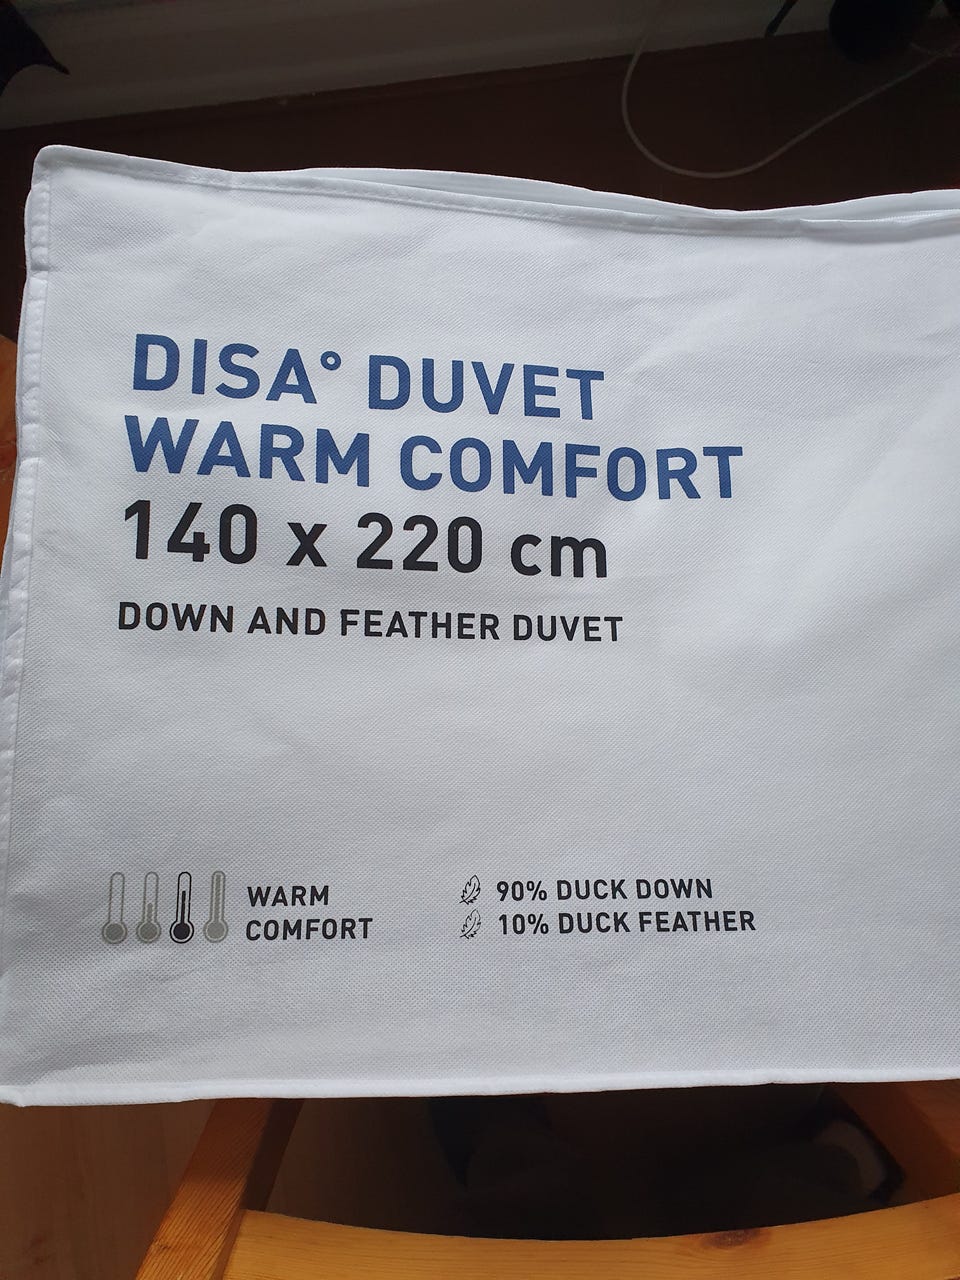 DISA° DUVET
WARM COMFORT
140 x 220 cm
DOWN AND FEATHER DUVET
WARM
COMFORT
90% DUCK DOWN
10% DUCK FEATHER